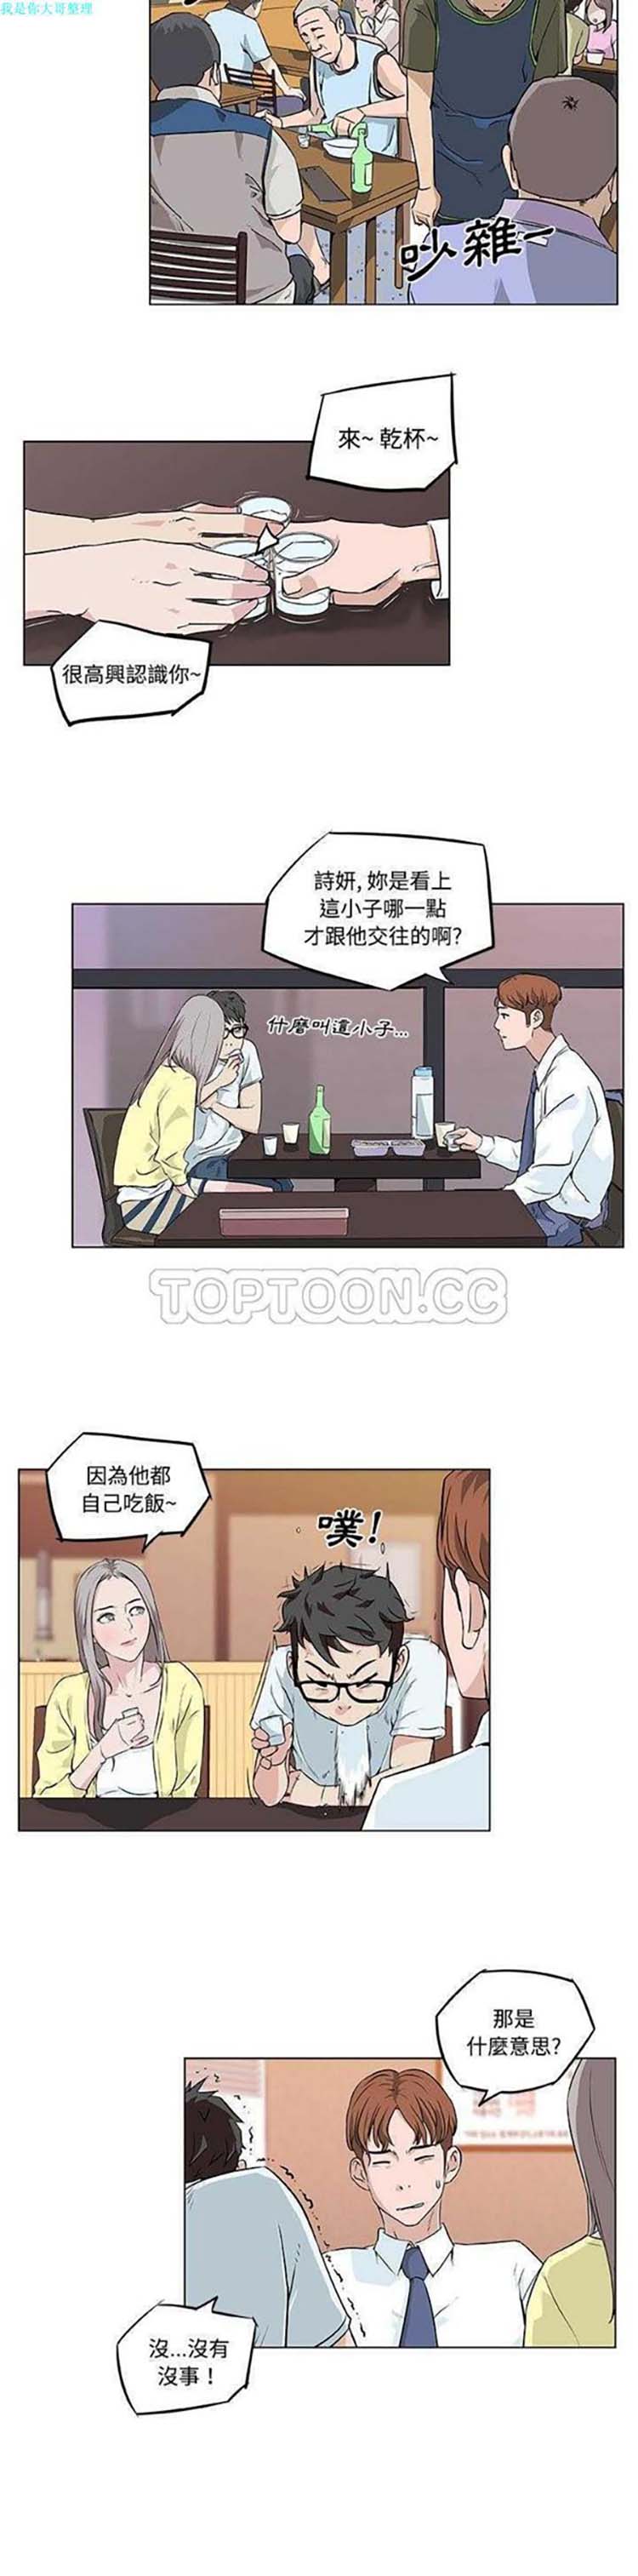 我是你大哥整理
吵雜~
來~ 乾杯~
很高興認識你~
詩妍, 妳是看上
這小子哪一點
才跟他交往的啊?
什麼叫這小子...
TOPTOON.CC
因為他都
自己吃飯~
噗!
那是
什麼意思?
沒...沒有
沒事!